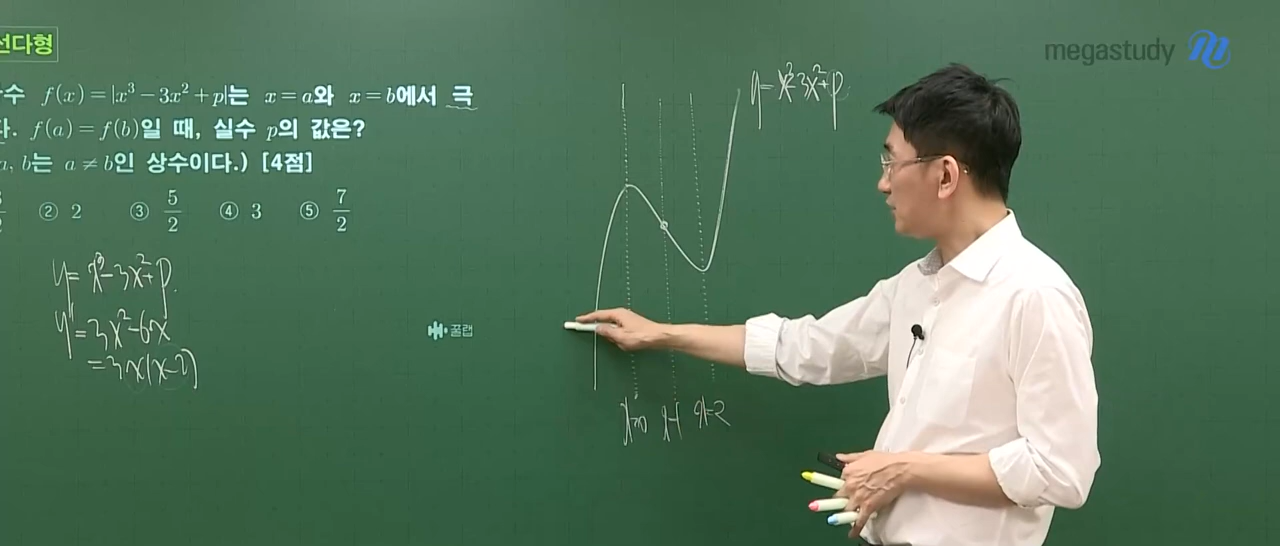 선다형
megastudy
수 f(x)=|x³−3x²+p|는 x=a와 x=b에서 극
다. f(a)=f(b)일 때, 실수 p의 값은?
a, b는 a≠b인 상수이다.) [4점]
② 2 ③ 5/2 ④ 3 ⑤ 7/2
y=x³−3x²+p
y=x³−3x²+p.
y'=3x²−6x
=3x(x−2)
꿀랩
x=0 x=1 x=2